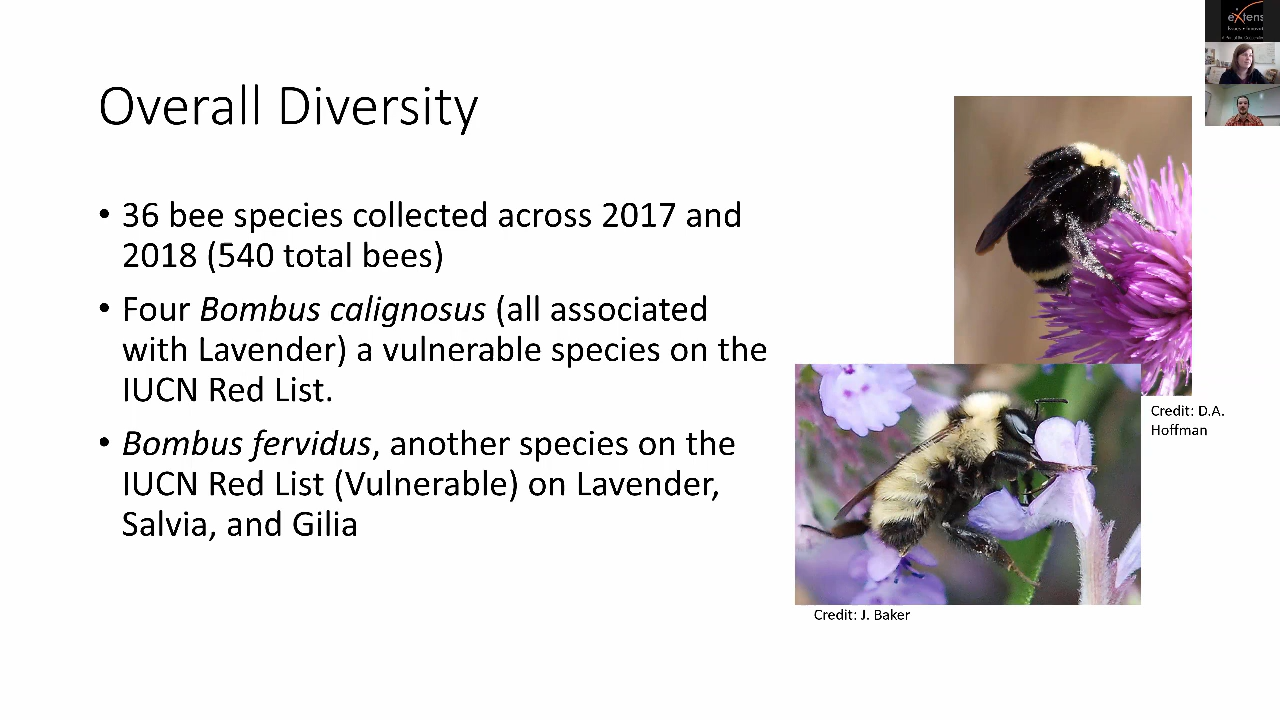 Overall Diversity
• 36 bee species collected across 2017 and
2018 (540 total bees)
• Four Bombus calignosus (all associated
with Lavender) a vulnerable species on the
IUCN Red List.
• Bombus fervidus, another species on the
IUCN Red List (Vulnerable) on Lavender,
Salvia, and Gilia
Credit: D.A.
Hoffman
Credit: J. Baker
eXtens